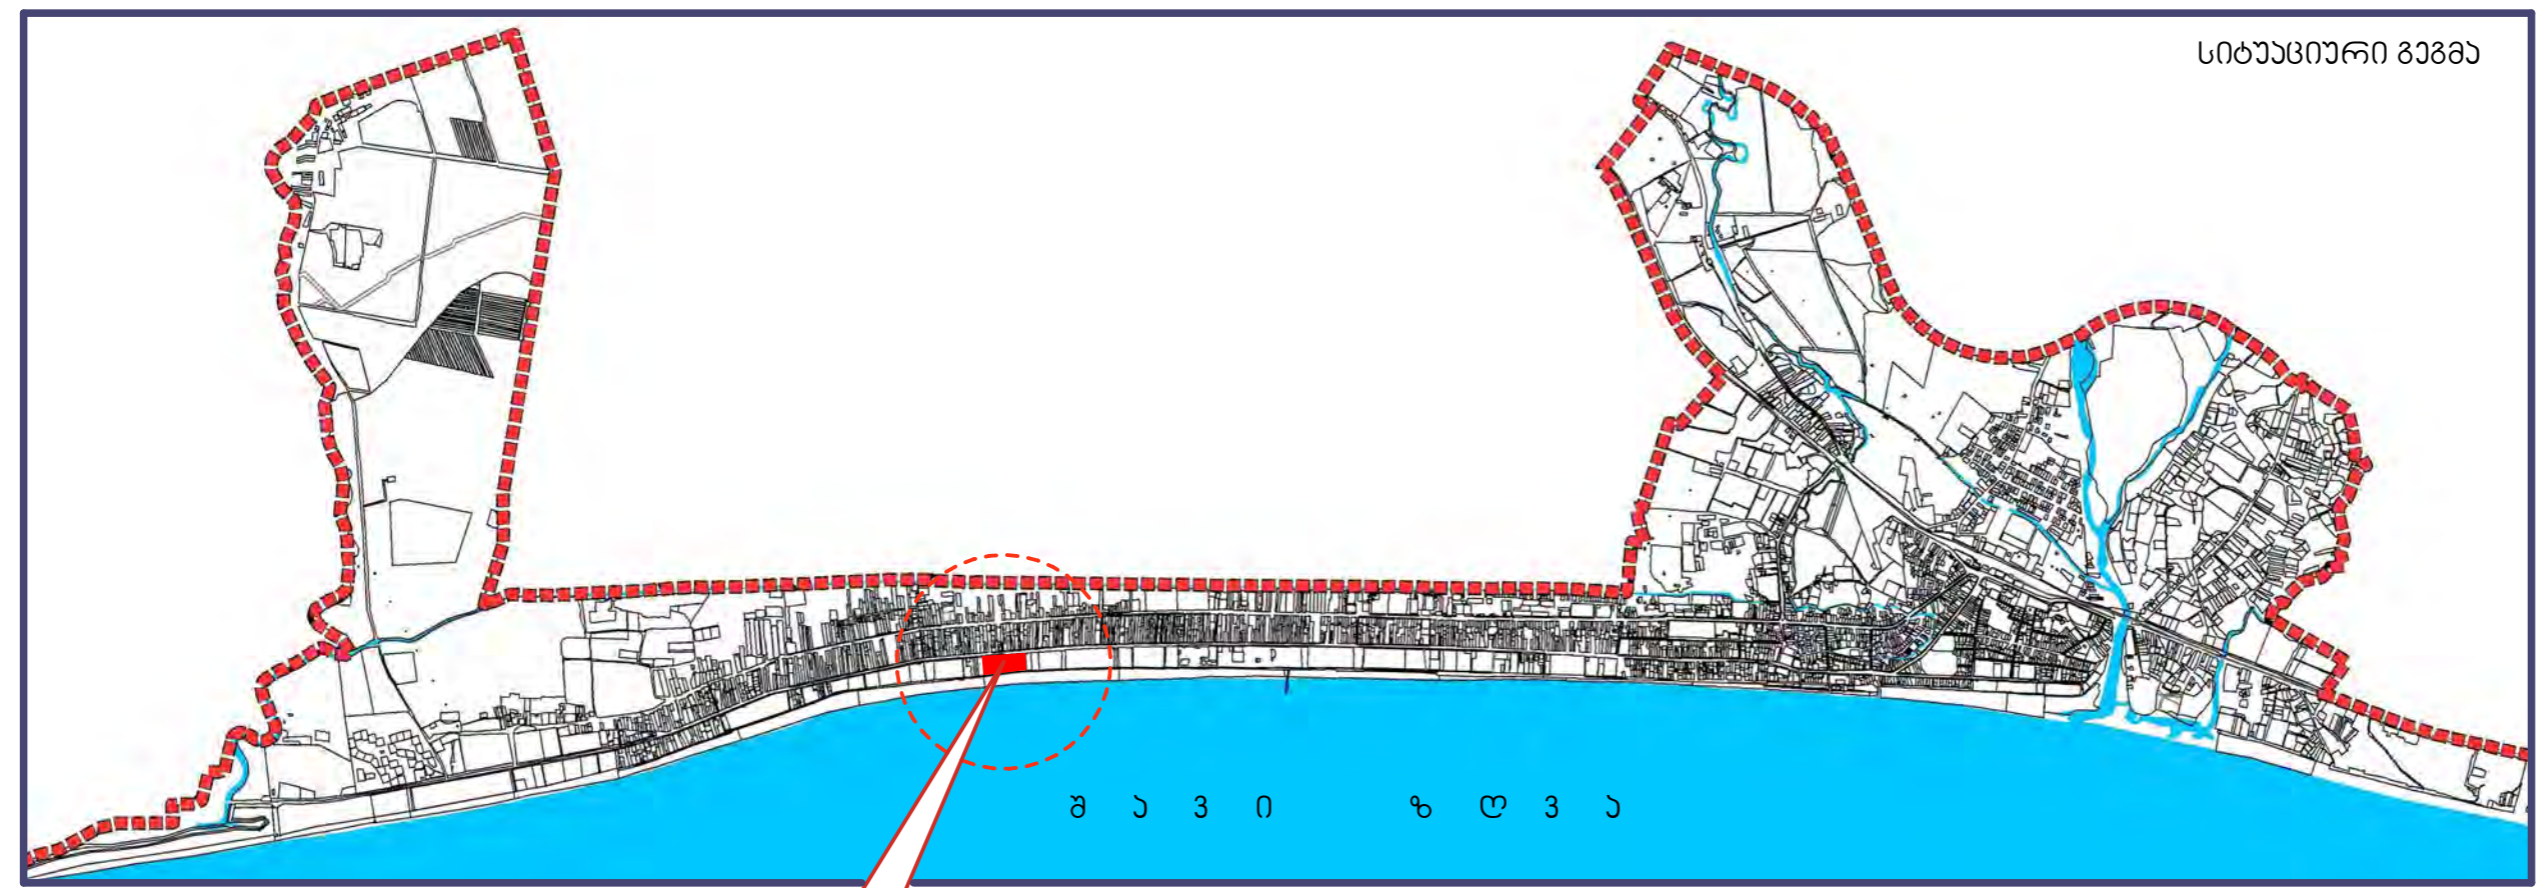 სიტუაციური გეგმა
შ ა ვ ი ზ ღ ვ ა